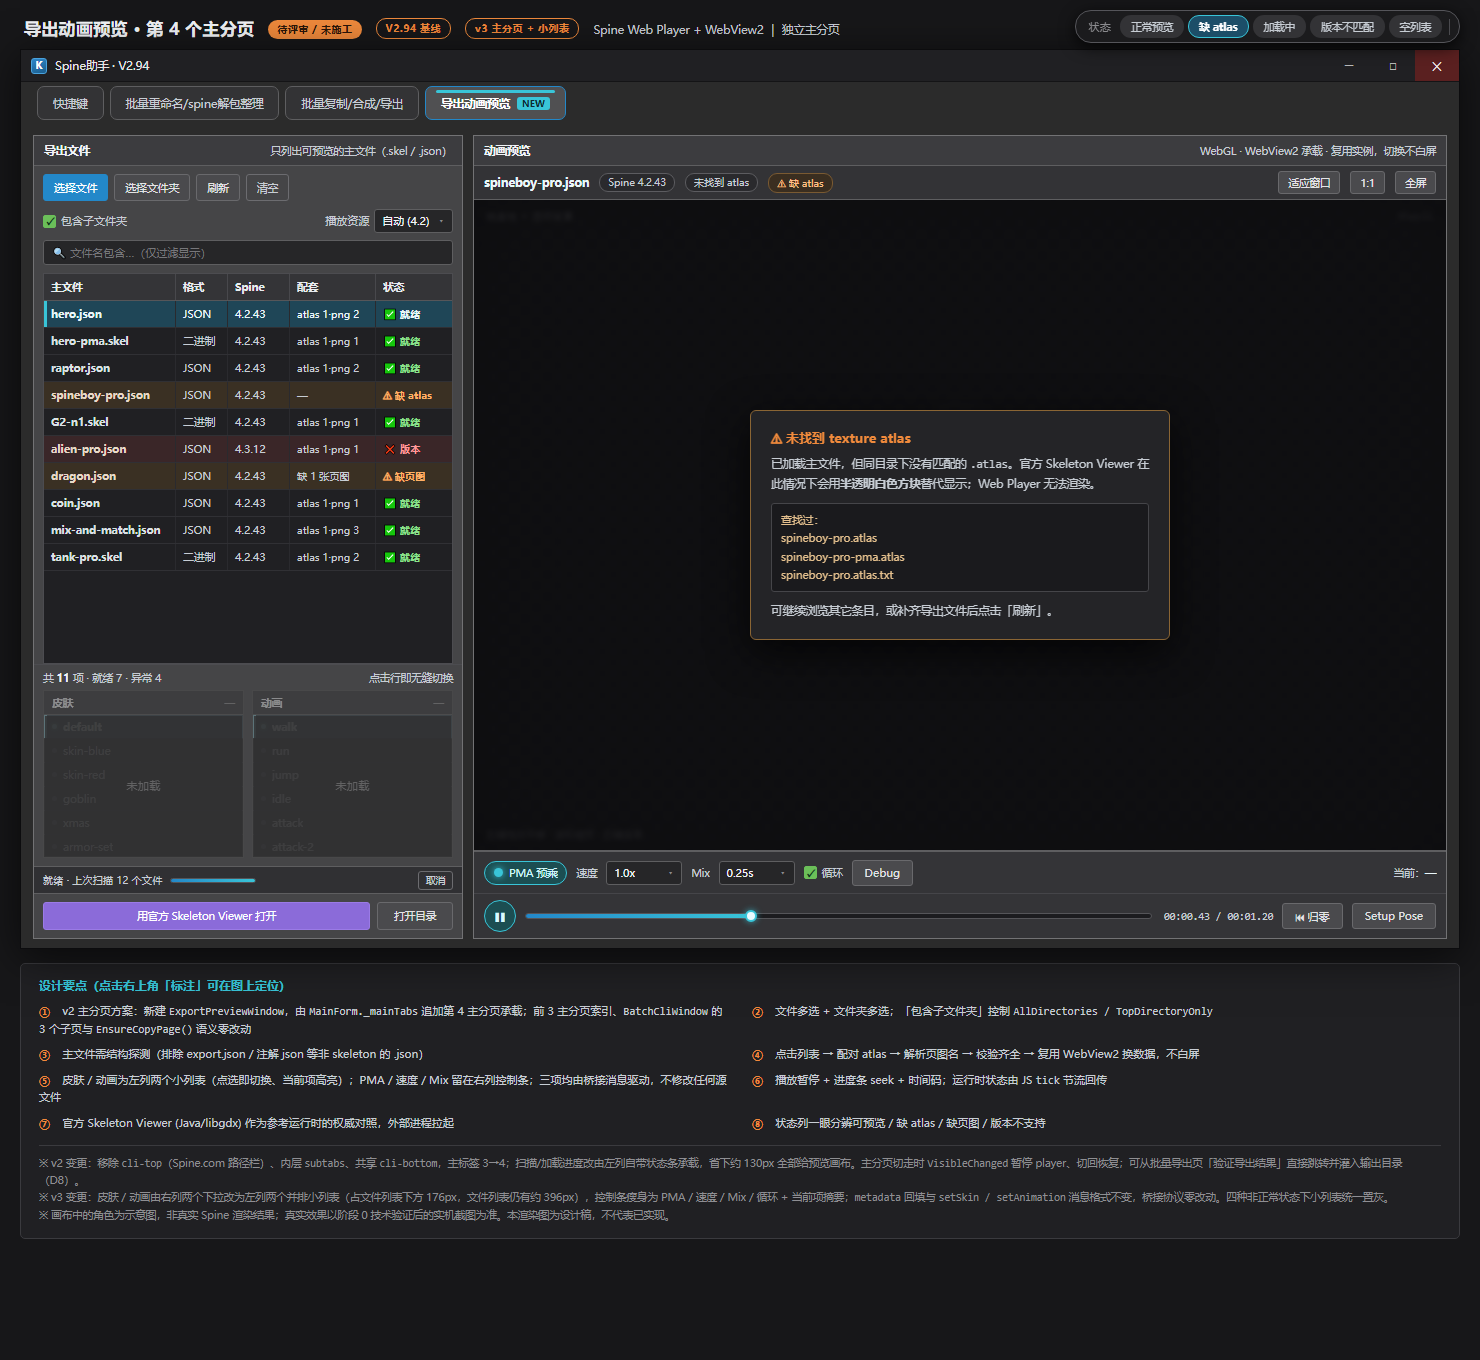 导出动画预览 • 第 4 个主分页
待评审 / 未施工
V2.94 基线
v3 主分页 + 小列表
Spine Web Player + WebView2 | 独立主分页
状态
正常预览
缺 atlas
加载中
版本不匹配
空列表
K
Spine助手 · V2.94
快捷键
批量重命名/spine解包整理
批量复制/合成/导出
导出动画预览 NEW
导出文件
只列出可预览的主文件（.skel / .json）
选择文件
选择文件夹
刷新
清空
包含子文件夹
播放资源
自动 (4.2)
文件名包含…（仅过滤显示）
主文件 格式 Spine 配套 状态
hero.json JSON 4.2.43 atlas 1·png 2 ✅ 就绪
hero-pma.skel 二进制 4.2.43 atlas 1·png 1 ✅ 就绪
raptor.json JSON 4.2.43 atlas 1·png 2 ✅ 就绪
spineboy-pro.json JSON 4.2.43 — ⚠ 缺 atlas
G2-n1.skel 二进制 4.2.43 atlas 1·png 1 ✅ 就绪
alien-pro.json JSON 4.3.12 atlas 1·png 1 ❌ 版本
dragon.json JSON 4.2.43 缺 1 张页图 ⚠ 缺页图
coin.json JSON 4.2.43 atlas 1·png 1 ✅ 就绪
mix-and-match.json JSON 4.2.43 atlas 1·png 3 ✅ 就绪
tank-pro.skel 二进制 4.2.43 atlas 1·png 2 ✅ 就绪
共 11 项 · 就绪 7 · 异常 4
点击行即无缝切换
皮肤 —
default
skin-blue
skin-red
goblin
xmas
armor-set
未加载
动画 —
walk
run
jump
idle
attack
attack-2
未加载
就绪 · 上次扫描 12 个文件
取消
用官方 Skeleton Viewer 打开
打开目录
动画预览
WebGL · WebView2 承载 · 复用实例，切换不白屏
spineboy-pro.json
Spine 4.2.43
未找到 atlas
⚠ 缺 atlas
适应窗口
1:1
全屏
⚠ 未找到 texture atlas
已加载主文件，但同目录下没有匹配的 .atlas。官方 Skeleton Viewer 在
此情况下会用半透明白色方块替代显示；Web Player 无法渲染。
查找过：
spineboy-pro.atlas
spineboy-pro-pma.atlas
spineboy-pro.atlas.txt
可继续浏览其它条目，或补齐导出文件后点击「刷新」。
PMA 预乘
速度
1.0x
Mix
0.25s
循环
Debug
当前：—
00:00.43 / 00:01.20
⏮ 归零
Setup Pose
设计要点（点击右上角「标注」可在图上定位）
① v2 主分页方案：新建 ExportPreviewWindow，由 MainForm._mainTabs 追加第 4 主分页承载；前 3 主分页索引、BatchCliWindow 的
3 个子页与 EnsureCopyPage() 语义零改动
② 文件多选 + 文件夹多选；「包含子文件夹」控制 AllDirectories / TopDirectoryOnly
③ 主文件需结构探测（排除 export.json / 注解 json 等非 skeleton 的 .json）
④ 点击列表 → 配对 atlas → 解析页图名 → 校验齐全 → 复用 WebView2 换数据，不白屏
⑤ 皮肤 / 动画为左列两个小列表（点选即切换、当前项高亮）；PMA / 速度 / Mix 留在右列控制条；三项均由桥接消息驱动，不修改任何源
文件
⑥ 播放暂停 + 进度条 seek + 时间码；运行时状态由 JS tick 节流回传
⑦ 官方 Skeleton Viewer (Java/libgdx) 作为参考运行时的权威对照，外部进程拉起
⑧ 状态列一眼分辨可预览 / 缺 atlas / 缺页图 / 版本不支持
※ v2 变更：移除 cli-top（Spine.com 路径栏）、内层 subtabs、共享 cli-bottom，主标签 3→4；扫描/加载进度改由左列自带状态条承载，省下约 130px 全部给预览画布。主分页切走时 VisibleChanged 暂停 player、切回恢复；可从批量导出页「验证导出结果」直接跳转并灌入输出目录
（D8）。
※ v3 变更：皮肤 / 动画由右列两个下拉改为左列两个并排小列表（占文件列表下方 176px，文件列表仍有约 396px），控制条瘦身为 PMA / 速度 / Mix / 循环 + 当前项摘要；metadata 回填与 setSkin / setAnimation 消息格式不变，桥接协议零改动。四种非正常状态下小列表统一置灰。
※ 画布中的角色为示意图，非真实 Spine 渲染结果；真实效果以阶段 0 技术验证后的实机截图为准。本渲染图为设计稿，不代表已实现。